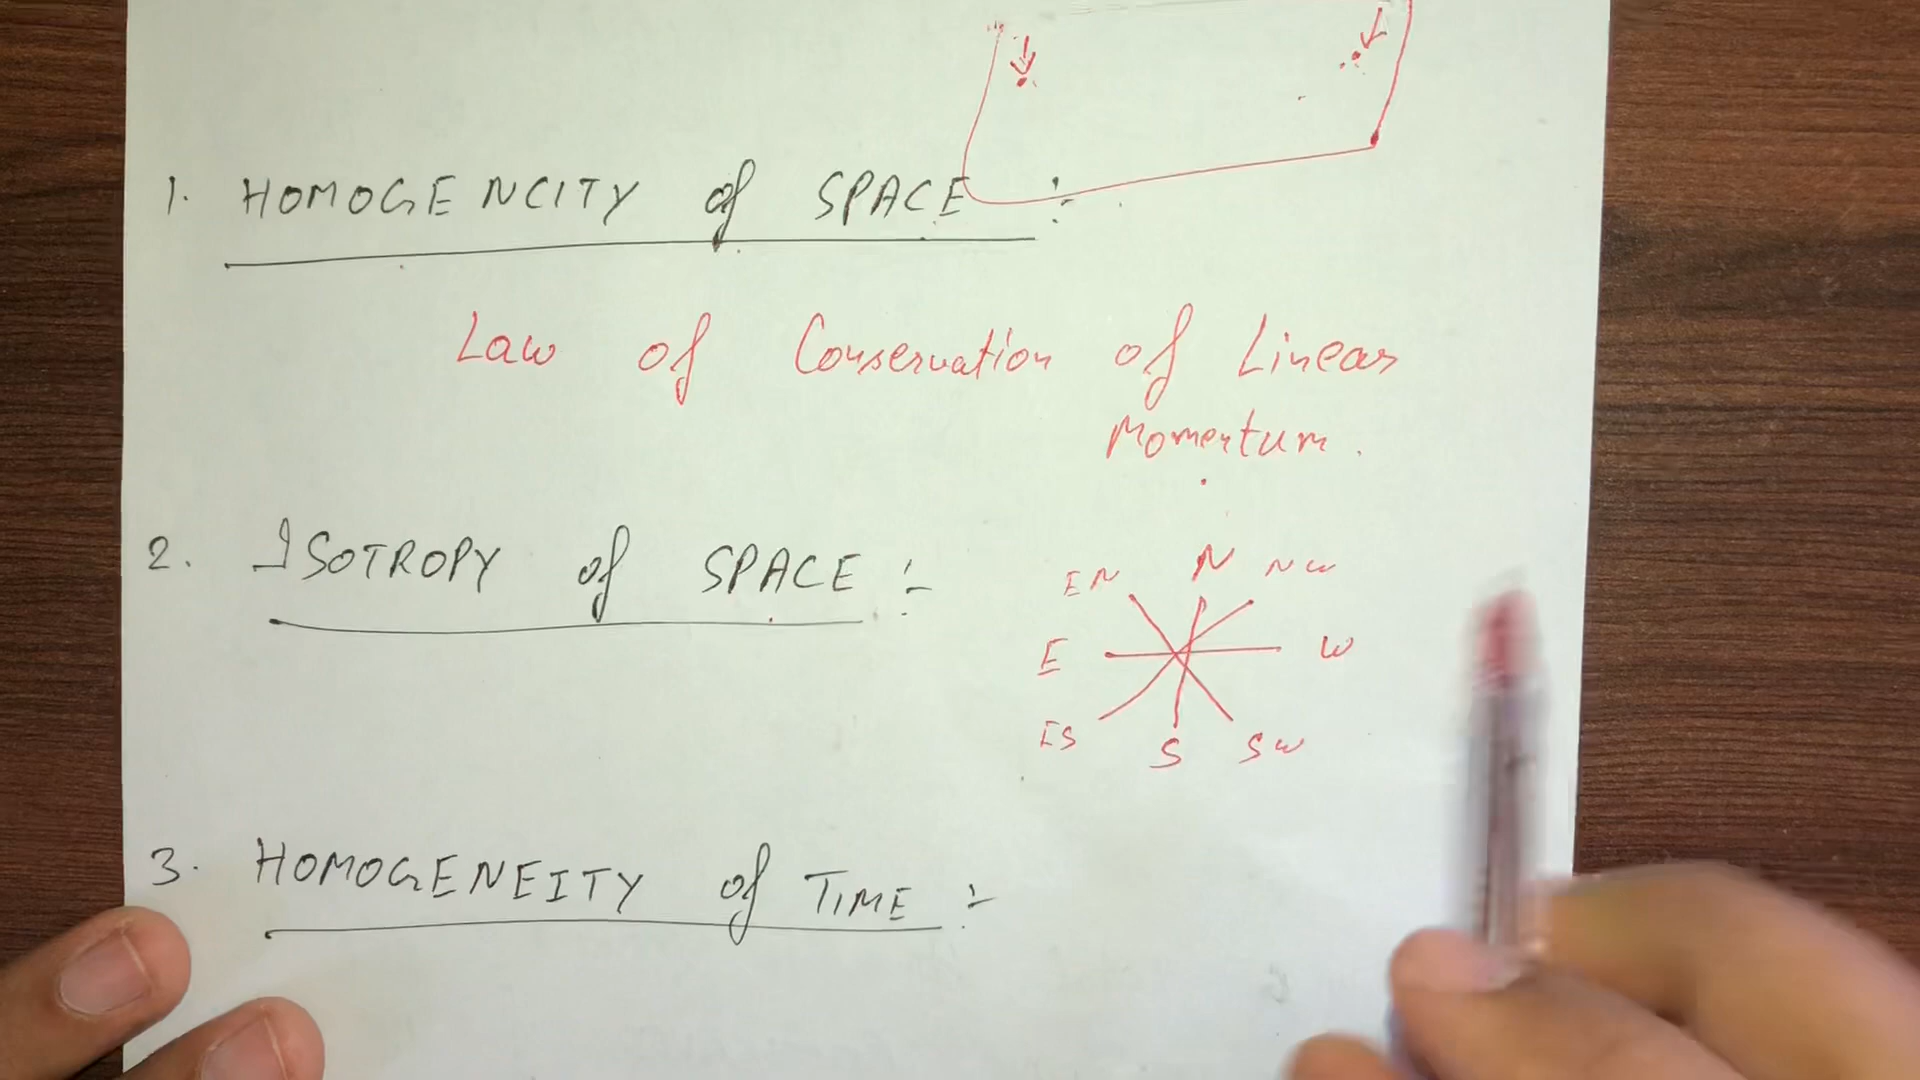 1. HOMOGENCITY of SPACE :-
Law of Conservation of Linear
Momentum.
2. ISOTROPY of SPACE :-
EN N NW
E W
ES S SW
3. HOMOGENEITY of TIME :-